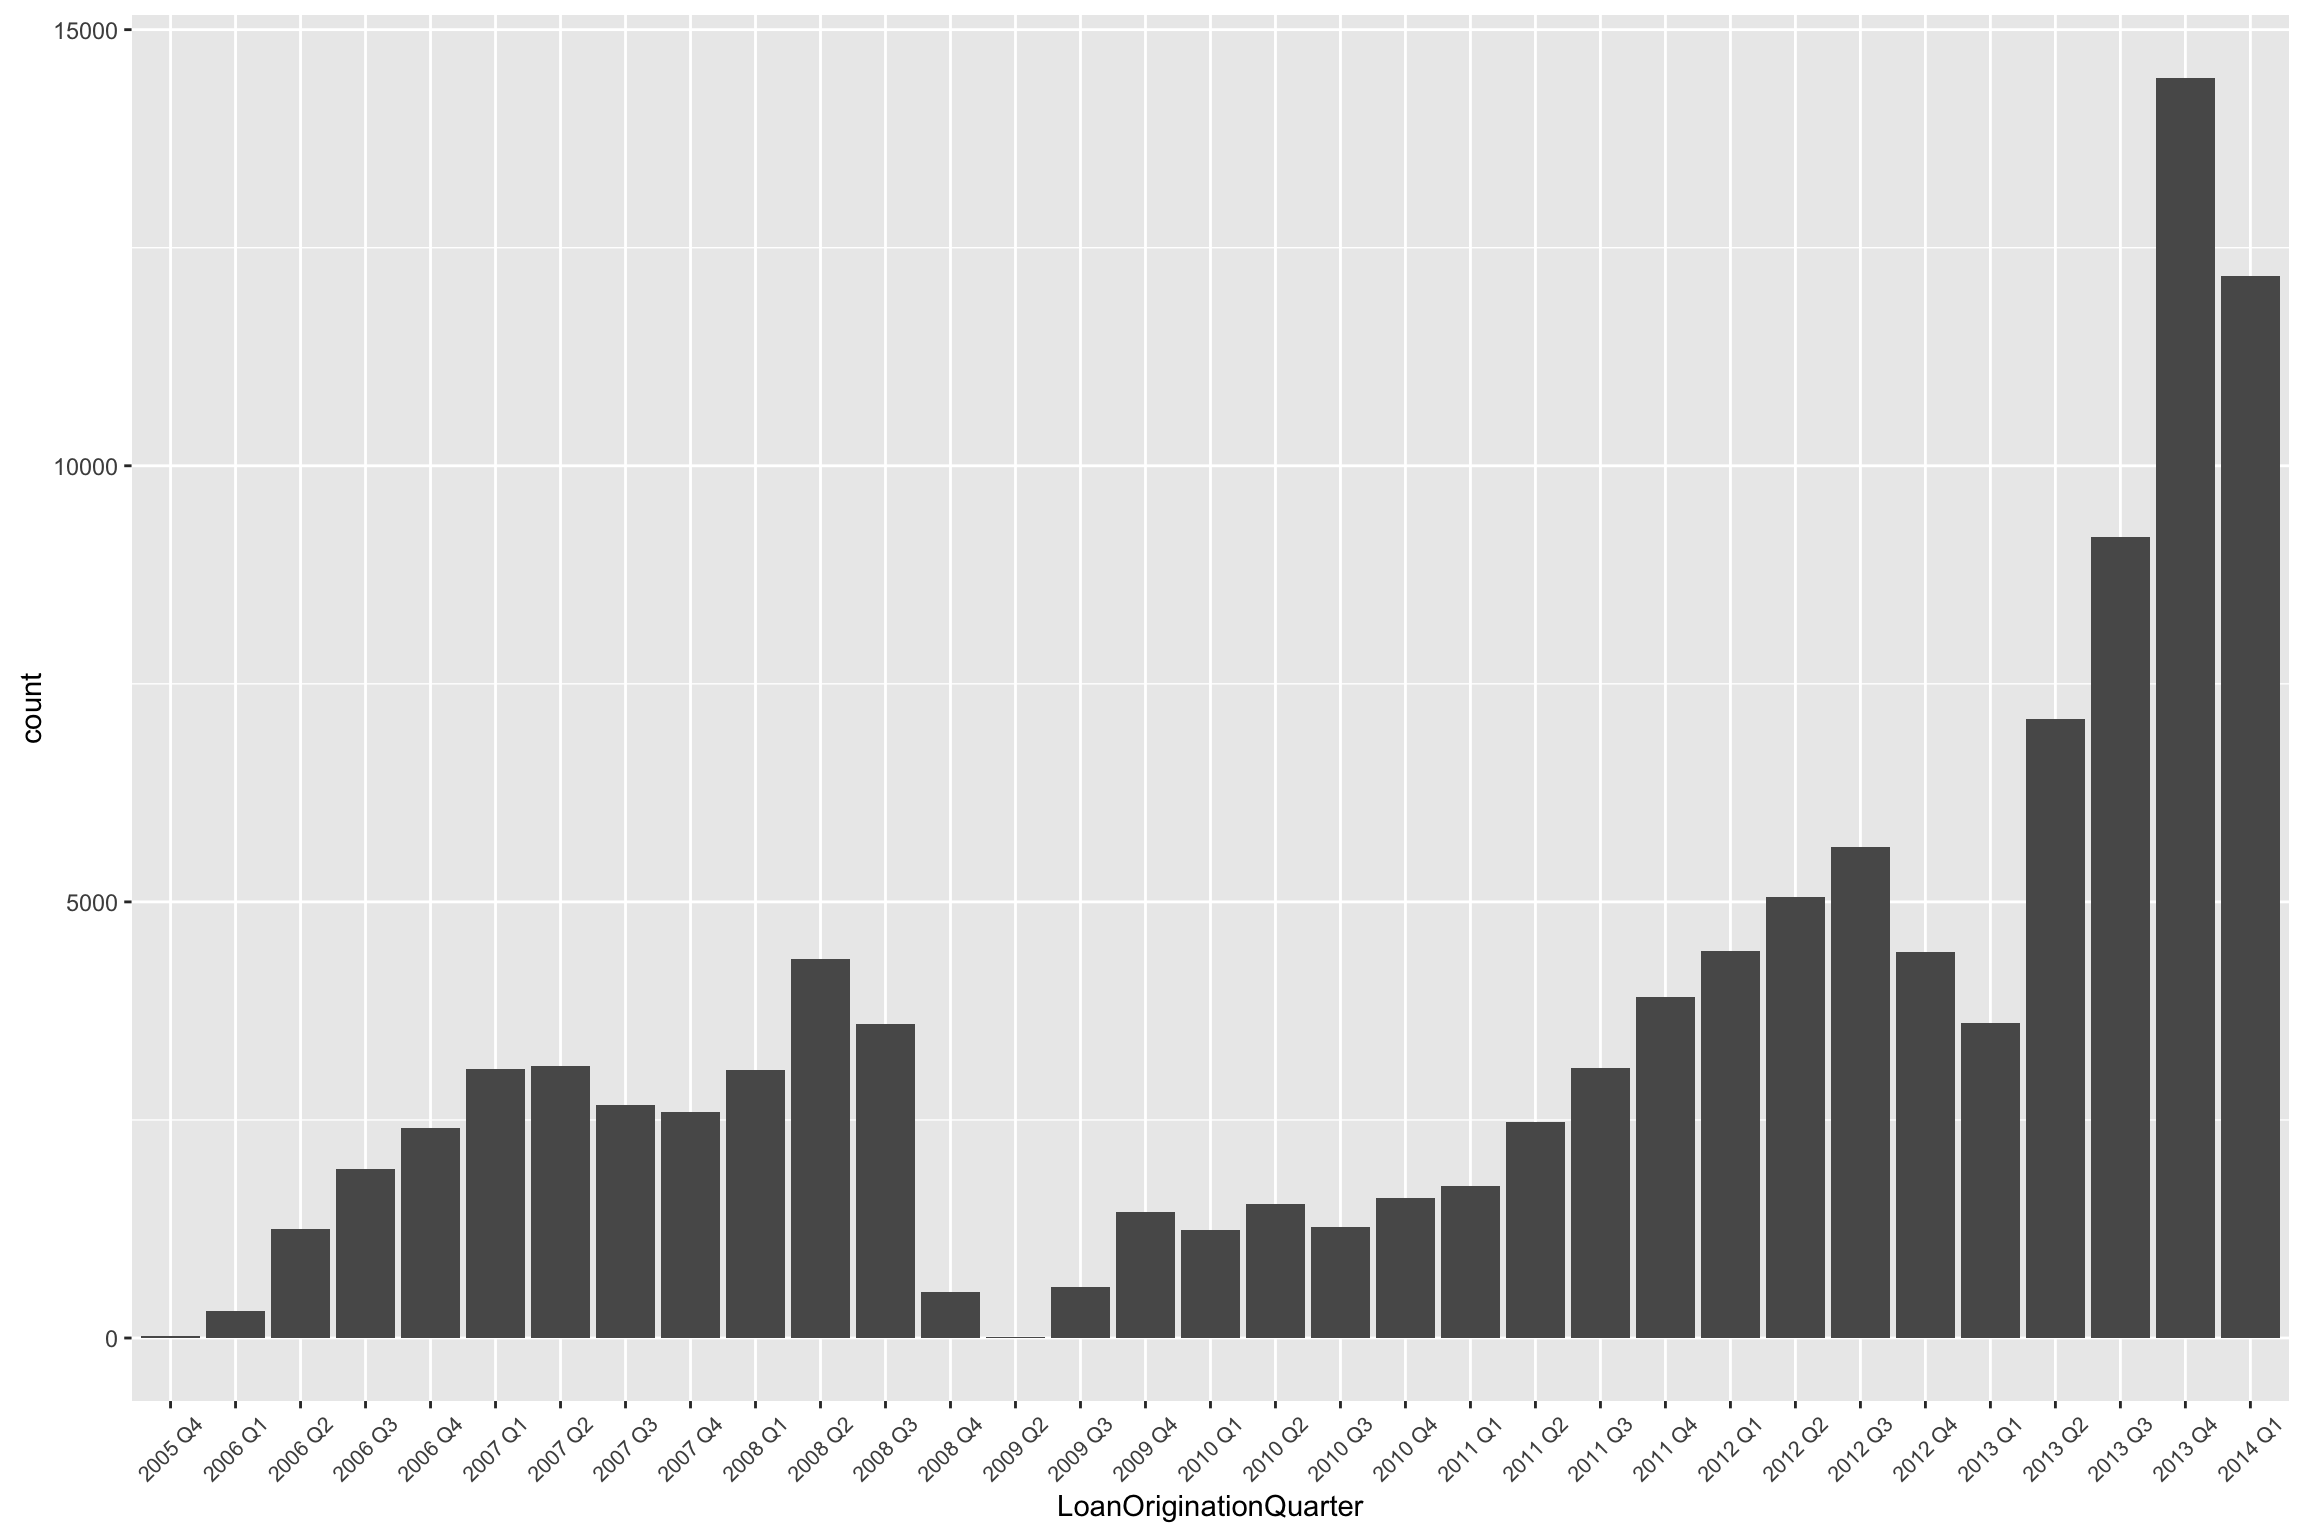 15000
10000
5000
0
count
2005 Q4
2006 Q1
2006 Q2
2006 Q3
2006 Q4
2007 Q1
2007 Q2
2007 Q3
2007 Q4
2008 Q1
2008 Q2
2008 Q3
2008 Q4
2009 Q2
2009 Q3
2009 Q4
2010 Q1
2010 Q2
2010 Q3
2010 Q4
2011 Q1
2011 Q2
2011 Q3
2011 Q4
2012 Q1
2012 Q2
2012 Q3
2012 Q4
2013 Q1
2013 Q2
2013 Q3
2013 Q4
2014 Q1
LoanOriginationQuarter